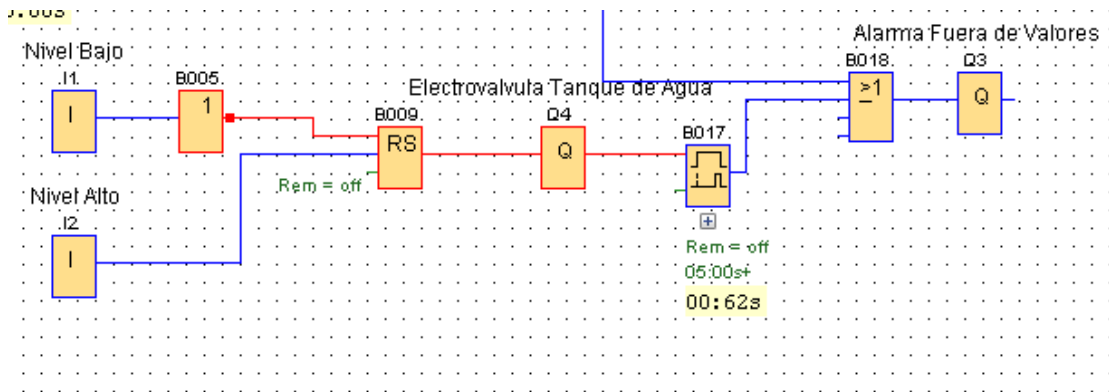 Nivel Bajo
Alarma Fuera de Valores
.I1
B005.
B018.
Q3
I
1
Electrovalvula Tanque de Agua
≥1
Q
B009.
Q4
B017.
RS
Q
Rem = off
Nivel Alto
.I2
I
Rem = off
05:00s+
00:62s